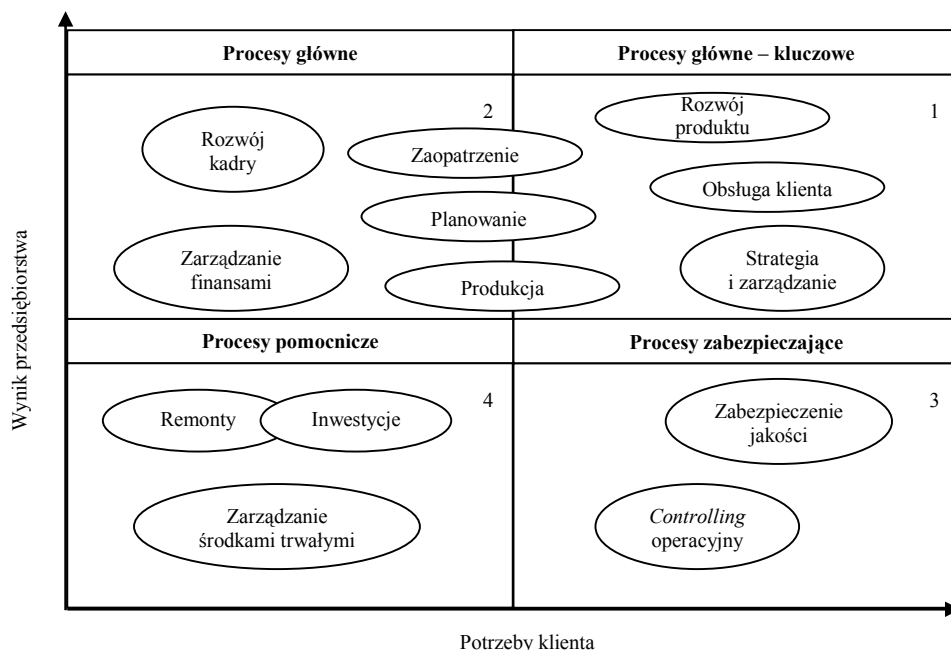 Procesy główne
Procesy główne – kluczowe
2
1
Rozwój
kadry
Zaopatrzenie
Rozwój
produktu
Planowanie
Obsługa klienta
Zarządzanie
finansami
Produkcja
Strategia
i zarządzanie
Procesy pomocnicze
Procesy zabezpieczające
4
3
Remonty
Inwestycje
Zabezpieczenie
jakości
Zarządzanie
środkami trwałymi
Controlling
operacyjny
Wynik przedsiębiorstwa
Potrzeby klienta